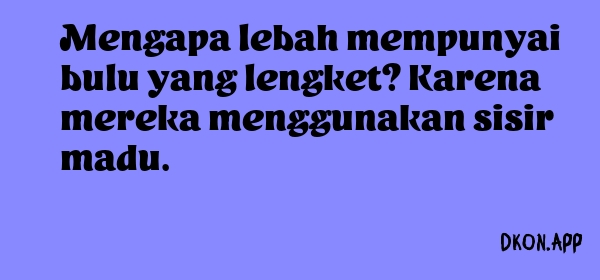 Mengapa lebah mempunyai
bulu yang lengket? Karena
mereka menggunakan sisir
madu.
DKON.APP